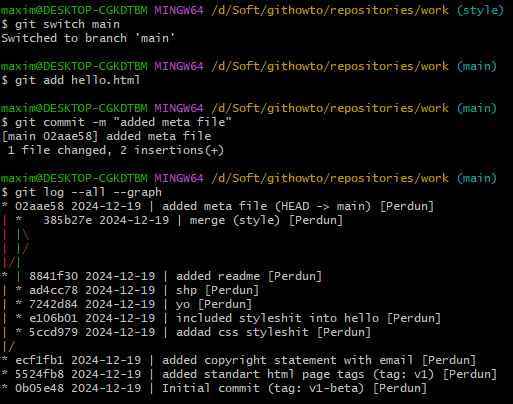 maxim@DESKTOP-CGKDTBM MINGW64 /d/Soft/githowto/repositories/work (style)
$ git switch main
Switched to branch 'main'
maxim@DESKTOP-CGKDTBM MINGW64 /d/Soft/githowto/repositories/work (main)
$ git add hello.html
maxim@DESKTOP-CGKDTBM MINGW64 /d/Soft/githowto/repositories/work (main)
$ git commit -m "added meta file"
[main 02aae58] added meta file
 1 file changed, 2 insertions(+)
maxim@DESKTOP-CGKDTBM MINGW64 /d/Soft/githowto/repositories/work (main)
$ git log --all --graph
* 02aae58 2024-12-19 | added meta file (HEAD -> main) [Perdun]
| *   385b27e 2024-12-19 | merge (style) [Perdun]
| |\
| |/
|/|
* | 8841f30 2024-12-19 | added readme [Perdun]
| * ad4cc78 2024-12-19 | shp [Perdun]
| * 7242d84 2024-12-19 | yo [Perdun]
| * e106b01 2024-12-19 | included styleshit into hello [Perdun]
| * 5ccd979 2024-12-19 | addad css styleshit [Perdun]
|/
* ecf1fb1 2024-12-19 | added copyright statement with email [Perdun]
* 5524fb8 2024-12-19 | added standart html page tags (tag: v1) [Perdun]
* 0b05e48 2024-12-19 | Initial commit (tag: v1-beta) [Perdun]